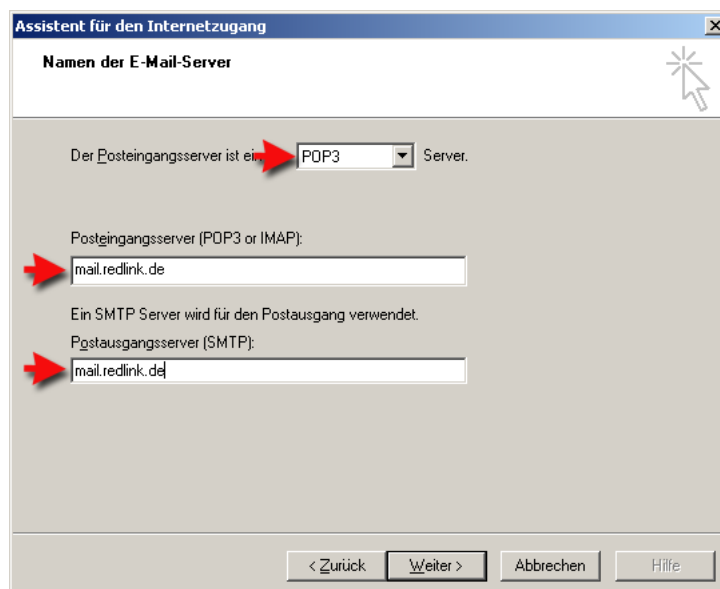 Assistent für den Internetzugang
Namen der E-Mail-Server
Der Posteingangsserver ist ein POP3 Server.
Posteingangsserver (POP3 or IMAP):
mail.redlink.de
Ein SMTP Server wird für den Postausgang verwendet.
Postausgangsserver (SMTP):
mail.redlink.de
< Zurück Weiter > Abbrechen Hilfe